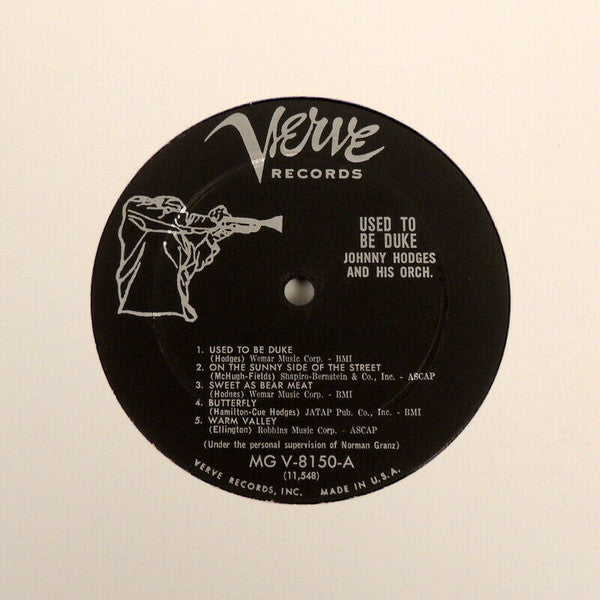 Verve
RECORDS
USED TO
BE DUKE
JOHNNY HODGES
AND HIS ORCH.
1. USED TO BE DUKE
(Hodges) Wemar Music Corp. - BMI
2. ON THE SUNNY SIDE OF THE STREET
(McHugh-Fields) Shapiro-Bernstein & Co., Inc. - ASCAP
3. SWEET AS BEAR MEAT
(Hodges) Wemar Music Corp. - BMI
4. BUTTERFLY
(Hamilton-Cue Hodges) JATAP Pub. Co., Inc. - BMI
5. WARM VALLEY
(Ellington) Robbins Music Corp. - ASCAP
(Under the personal supervision of Norman Granz)
MG V-8150-A
(11,548)
VERVE RECORDS, INC. MADE IN U.S.A.